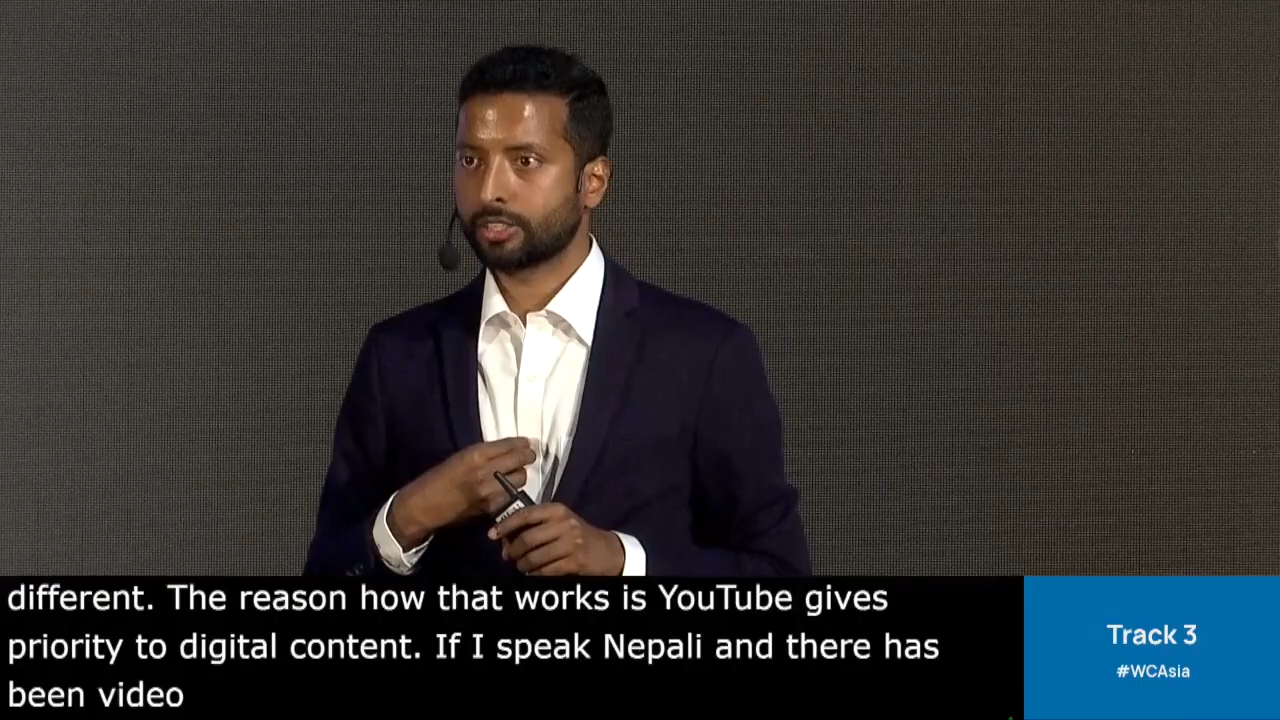 different. The reason how that works is YouTube gives
priority to digital content. If I speak Nepali and there has
been video
Track 3
#WCAsia